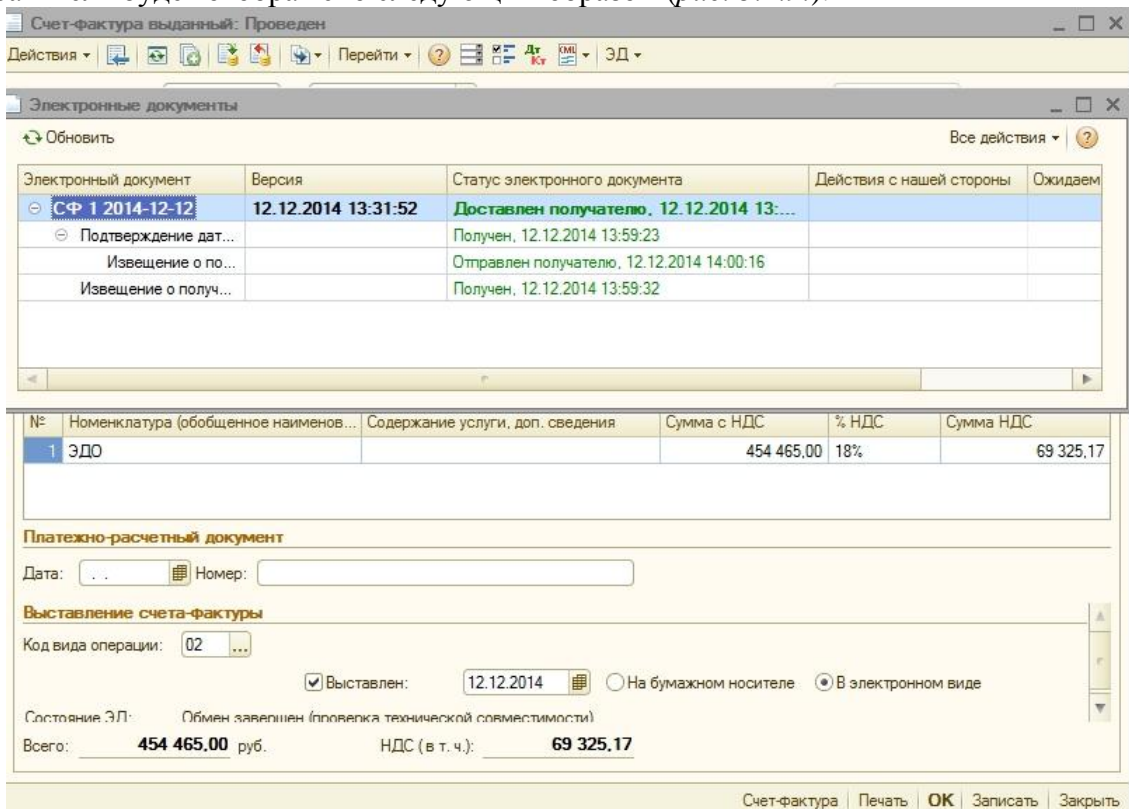 Счет-фактура выданный: Проведен
Действия Перейти Дт Кт XML ЭД
Электронные документы
Обновить Все действия
Электронный документ Версия Статус электронного документа Действия с нашей стороны Ожидаем
СФ 1 2014-12-12 12.12.2014 13:31:52 Доставлен получателю, 12.12.2014 13:...
Подтверждение дат... Получен, 12.12.2014 13:59:23
Извещение о по... Отправлен получателю, 12.12.2014 14:00:16
Извещение о получ... Получен, 12.12.2014 13:59:32
№ Номенклатура (обобщенное наименов... Содержание услуги, доп. сведения Сумма с НДС % НДС Сумма НДС
1 ЭДО 454 465,00 18% 69 325,17
Платежно-расчетный документ
Дата: . . Номер:
Выставление счета-фактуры
Код вида операции: 02 ...
Выставлен: 12.12.2014 На бумажном носителе В электронном виде
Состояние ЭД: Обмен завершен (проверка технической совместимости)
Всего: 454 465,00 руб. НДС ( в т. ч.): 69 325,17
Счет-фактура Печать OK Записать Закрыть